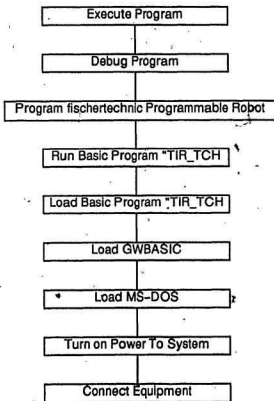 Execute Program
Debug Program
Program fischertechnic Programmable Robot
Run Basic Program "TIR_TCH
Load Basic Program "TIR_TCH
Load GWBASIC
Load MS-DOS
Turn on Power To System
Connect Equipment